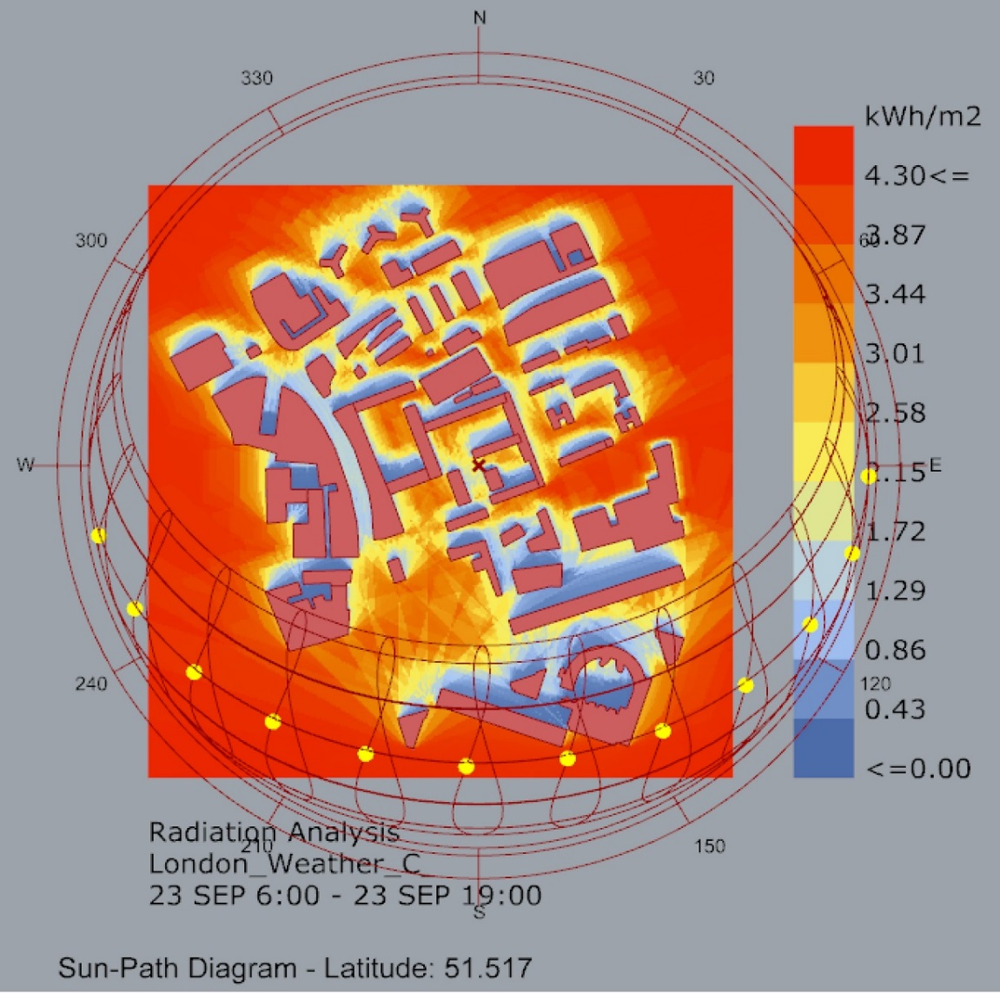 N
330
30
kWh/m2
4.30<=
300
3.87
60
3.44
3.01
2.58
W
2.15
E
1.72
1.29
0.86
240
120
0.43
<=0.00
Radiation Analysis
210
150
London_Weather_C_
23 SEP 6:00 - 23 SEP 19:00
S
Sun-Path Diagram - Latitude: 51.517